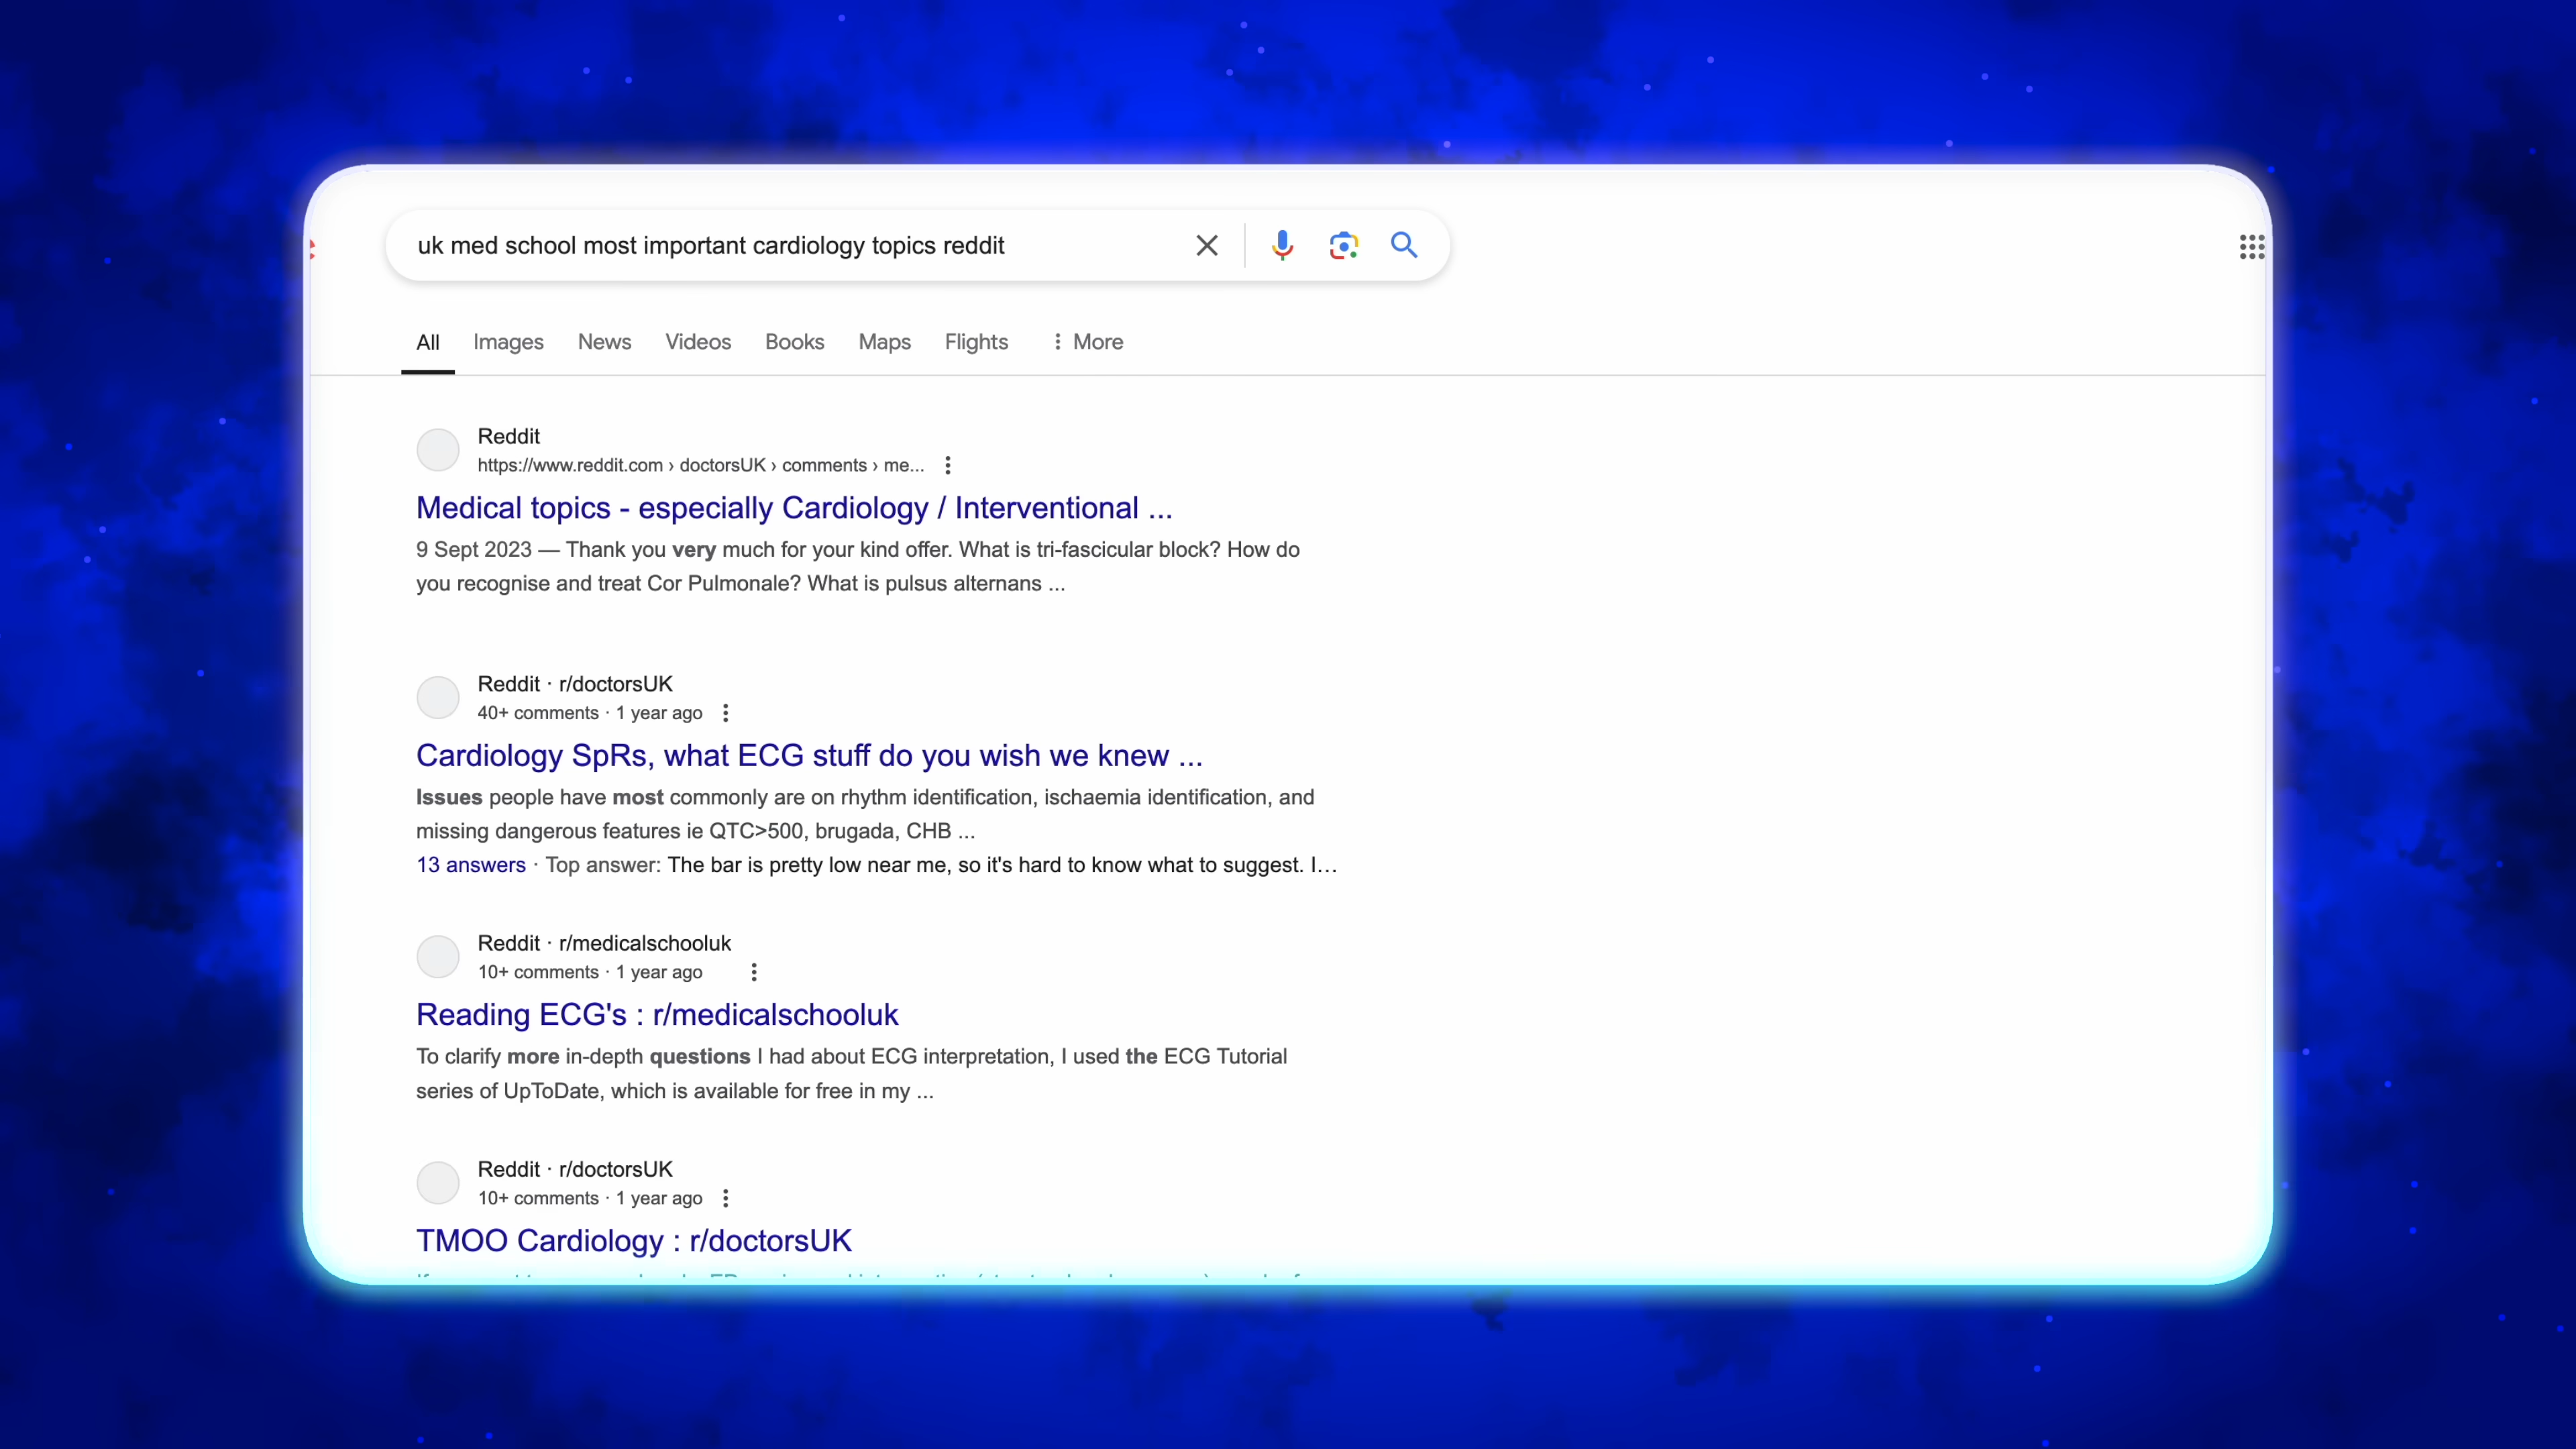 uk med school most important cardiology topics reddit
All Images News Videos Books Maps Flights More
Reddit
https://www.reddit.com › doctorsUK › comments › me...
Medical topics - especially Cardiology / Interventional ...
9 Sept 2023 — Thank you very much for your kind offer. What is tri-fascicular block? How do
you recognise and treat Cor Pulmonale? What is pulsus alternans ...
Reddit · r/doctorsUK
40+ comments · 1 year ago
Cardiology SpRs, what ECG stuff do you wish we knew ...
Issues people have most commonly are on rhythm identification, ischaemia identification, and
missing dangerous features ie QTC>500, brugada, CHB ...
13 answers · Top answer: The bar is pretty low near me, so it's hard to know what to suggest. I...
Reddit · r/medicalschooluk
10+ comments · 1 year ago
Reading ECG's : r/medicalschooluk
To clarify more in-depth questions I had about ECG interpretation, I used the ECG Tutorial
series of UpToDate, which is available for free in my ...
Reddit · r/doctorsUK
10+ comments · 1 year ago
TMOO Cardiology : r/doctorsUK